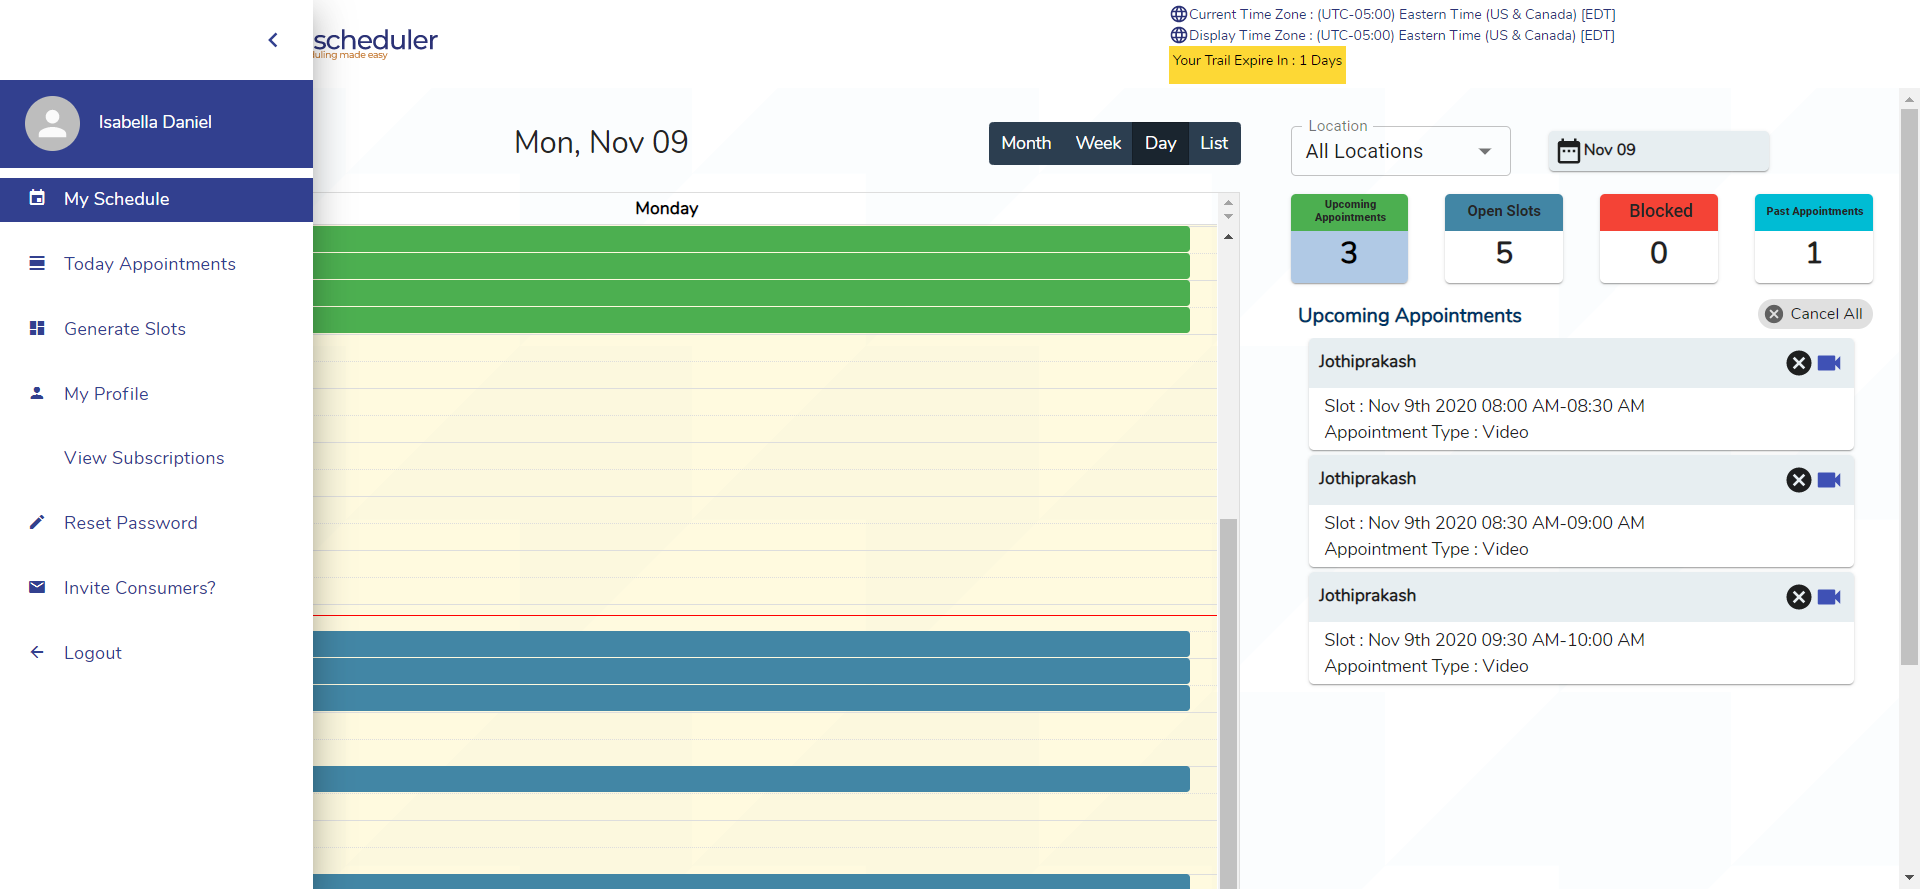 scheduler
duling made easy
Current Time Zone : (UTC-05:00) Eastern Time (US & Canada) [EDT]
Display Time Zone : (UTC-05:00) Eastern Time (US & Canada) [EDT]
Your Trail Expire In : 1 Days
Isabella Daniel
My Schedule
Today Appointments
Generate Slots
My Profile
View Subscriptions
Reset Password
Invite Consumers?
Logout
Mon, Nov 09
Month Week Day List
Monday
Location
All Locations
Nov 09
Upcoming
Appointments
3
Open Slots
5
Blocked
0
Past Appointments
1
Upcoming Appointments
Cancel All
Jothiprakash
Slot : Nov 9th 2020 08:00 AM-08:30 AM
Appointment Type : Video
Jothiprakash
Slot : Nov 9th 2020 08:30 AM-09:00 AM
Appointment Type : Video
Jothiprakash
Slot : Nov 9th 2020 09:30 AM-10:00 AM
Appointment Type : Video